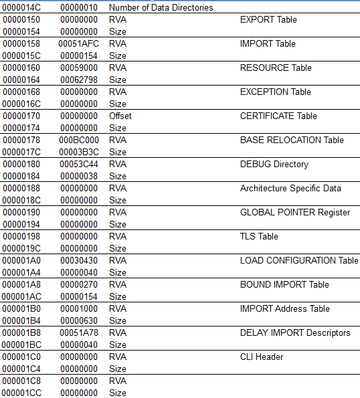 0000014C 00000010 Number of Data Directories
00000150 00000000 RVA EXPORT Table
00000154 00000000 Size
00000158 00051AFC RVA IMPORT Table
0000015C 00000154 Size
00000160 00059000 RVA RESOURCE Table
00000164 00062798 Size
00000168 00000000 RVA EXCEPTION Table
0000016C 00000000 Size
00000170 00000000 Offset CERTIFICATE Table
00000174 00000000 Size
00000178 000BC000 RVA BASE RELOCATION Table
0000017C 00003B3C Size
00000180 00053C44 RVA DEBUG Directory
00000184 00000038 Size
00000188 00000000 RVA Architecture Specific Data
0000018C 00000000 Size
00000190 00000000 RVA GLOBAL POINTER Register
00000194 00000000 Size
00000198 00000000 RVA TLS Table
0000019C 00000000 Size
000001A0 00030430 RVA LOAD CONFIGURATION Table
000001A4 00000040 Size
000001A8 00000270 RVA BOUND IMPORT Table
000001AC 00000154 Size
000001B0 00001000 RVA IMPORT Address Table
000001B4 00000630 Size
000001B8 00051A78 RVA DELAY IMPORT Descriptors
000001BC 00000040 Size
000001C0 00000000 RVA CLI Header
000001C4 00000000 Size
000001C8 00000000 RVA
000001CC 00000000 Size